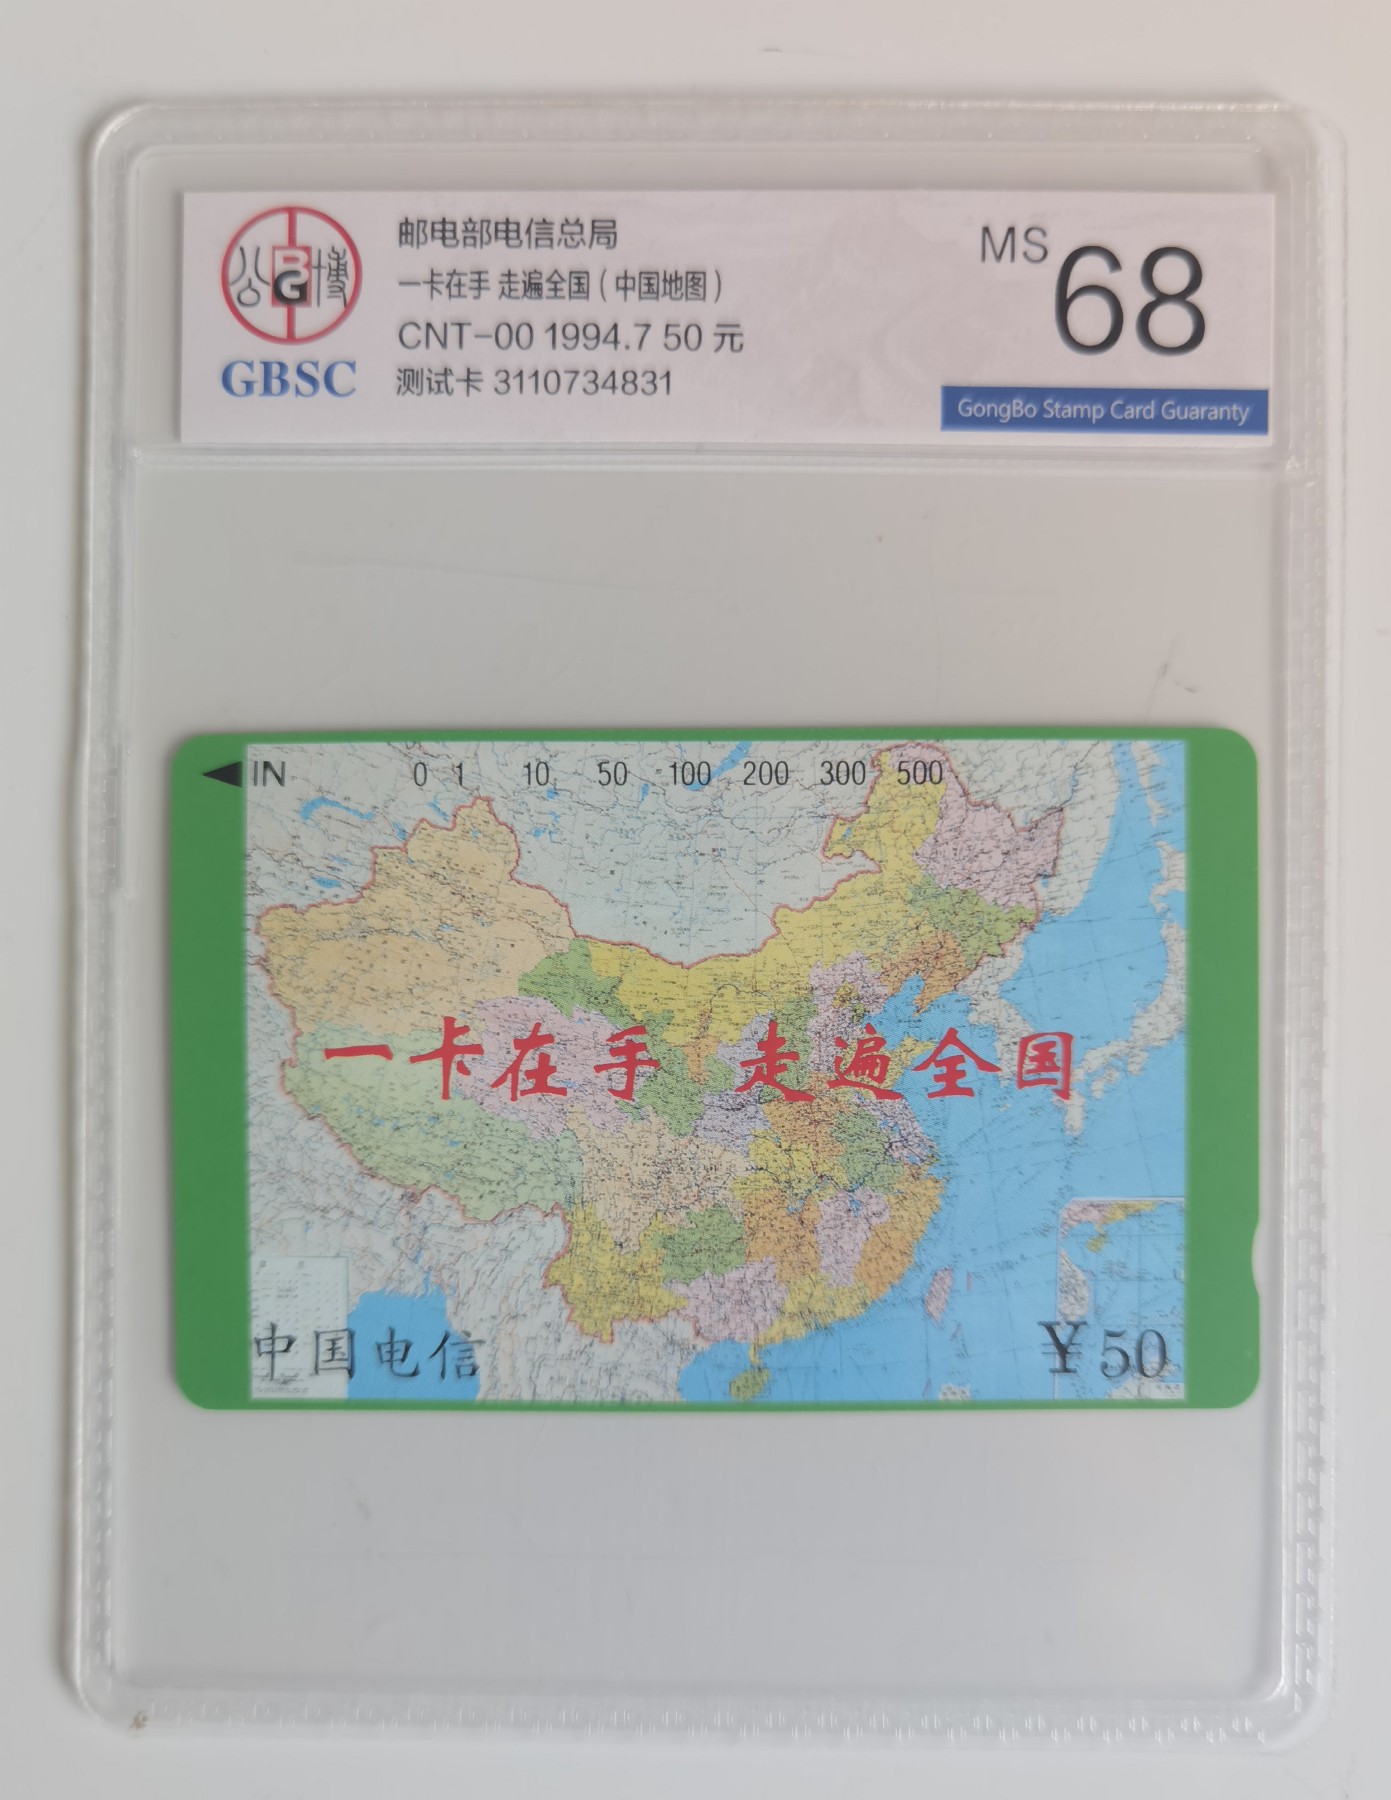 公博
BG
GBSC
邮电部电信总局
一卡在手 走遍全国（中国地图）
CNT-00 1994.7 50 元
测试卡 3110734831
MS 68
GongBo Stamp Card Guaranty
IN 0 1 10 50 100 200 300 500
一卡在手 走遍全国
中国电信
￥50